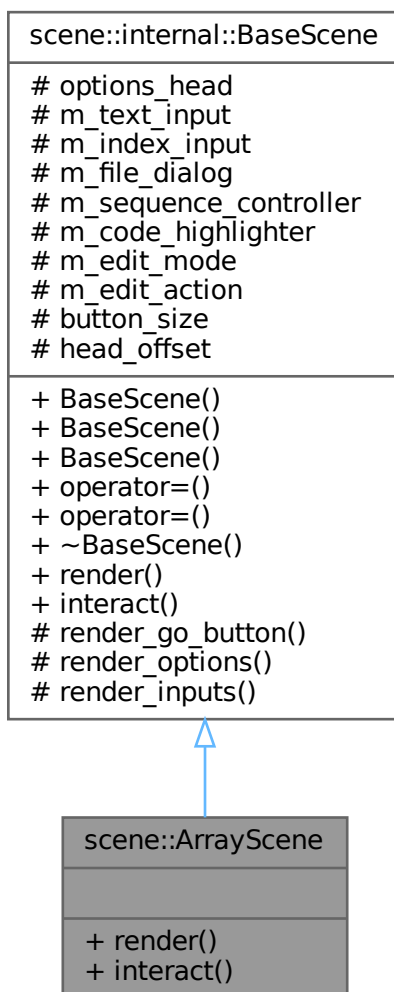 scene::internal::BaseScene
# options_head
# m_text_input
# m_index_input
# m_file_dialog
# m_sequence_controller
# m_code_highlighter
# m_edit_mode
# m_edit_action
# button_size
# head_offset
+ BaseScene()
+ BaseScene()
+ BaseScene()
+ operator=()
+ operator=()
+ ~BaseScene()
+ render()
+ interact()
# render_go_button()
# render_options()
# render_inputs()
scene::ArrayScene
+ render()
+ interact()